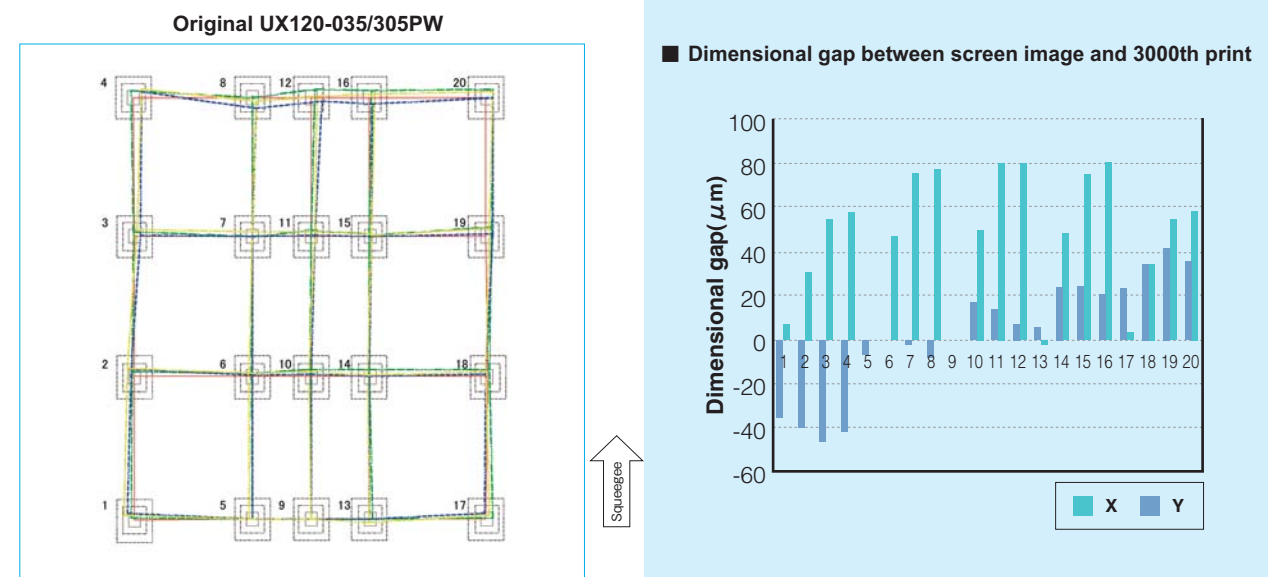 Original UX120-035/305PW
4 8 12 16 20
3 7 11 15 19
2 6 10 14 18
1 5 9 13 17
Squeegee
■ Dimensional gap between screen image and 3000th print
Dimensional gap(μm)
100
80
60
40
20
0
-20
-40
-60
1 2 3 4 5 6 7 8 9 10 11 12 13 14 15 16 17 18 19 20
X Y